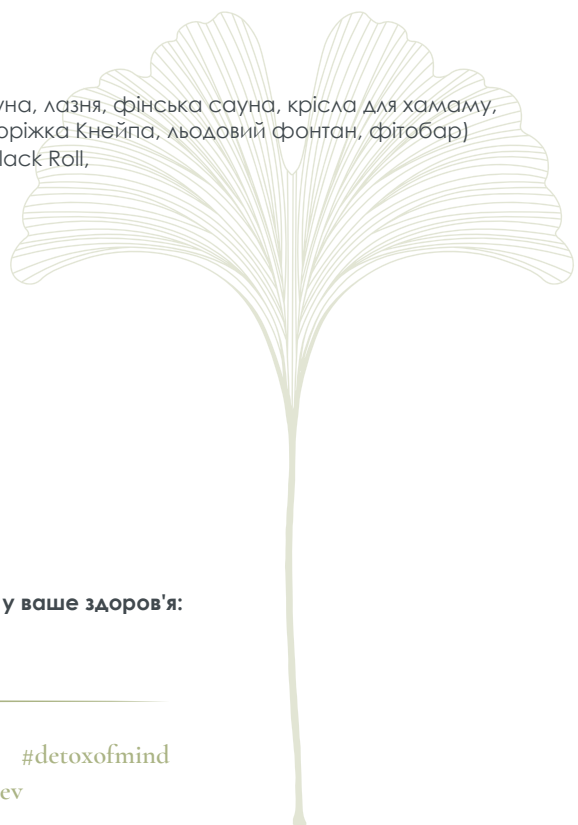 уна, лазня, фінська сауна, крісла для хамаму,
оріжка Кнейпа, льодовий фонтан, фітобар)
lack Roll,
у ваше здоров'я:
#detoxofmind
ev